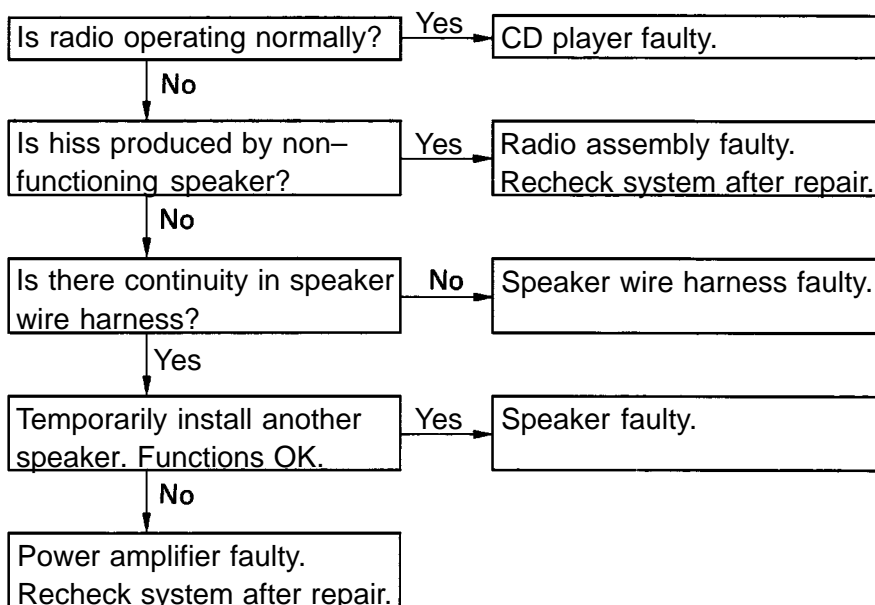 Is radio operating normally?
Yes
CD player faulty.
No
Is hiss produced by non–
functioning speaker?
Yes
Radio assembly faulty.
Recheck system after repair.
No
Is there continuity in speaker
wire harness?
No
Speaker wire harness faulty.
Yes
Temporarily install another
speaker. Functions OK.
Yes
Speaker faulty.
No
Power amplifier faulty.
Recheck system after repair.